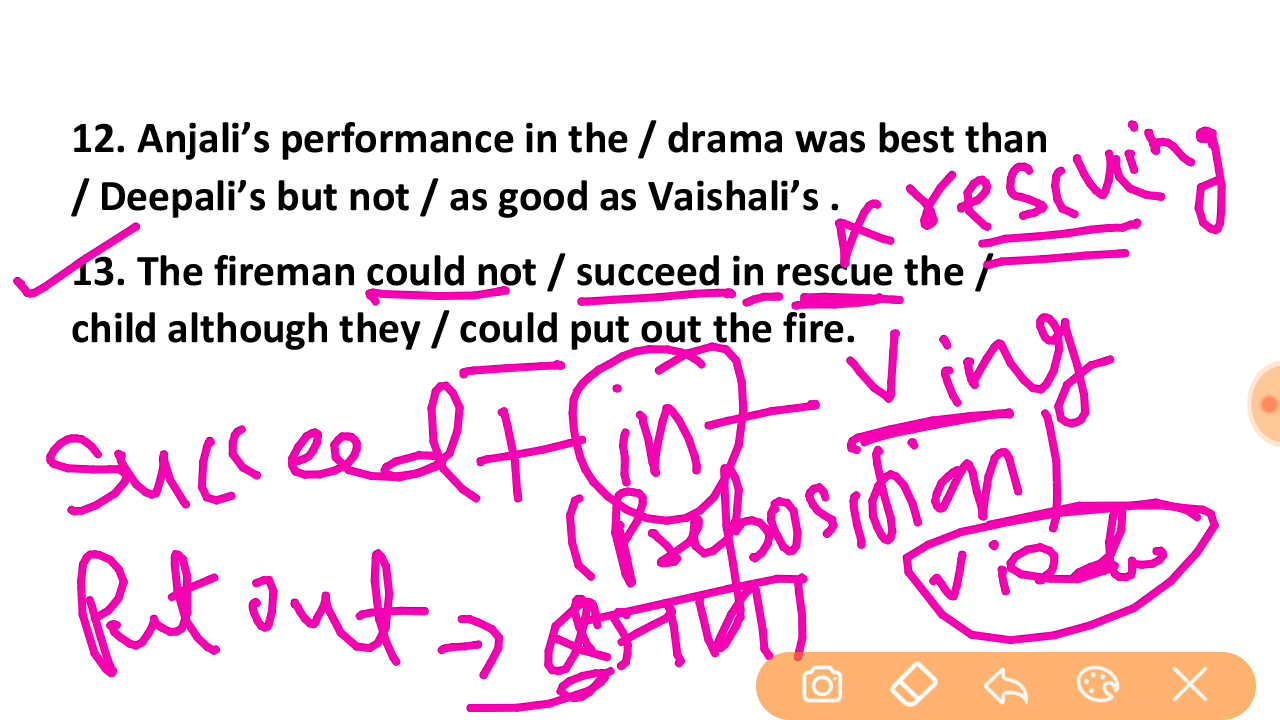 12. Anjali’s performance in the / drama was best than
/ Deepali’s but not / as good as Vaishali’s .
rescuing
13. The fireman could not / succeed in rescue the /
child although they / could put out the fire.
succeed + in - Ving
(Preposition)
Put out →